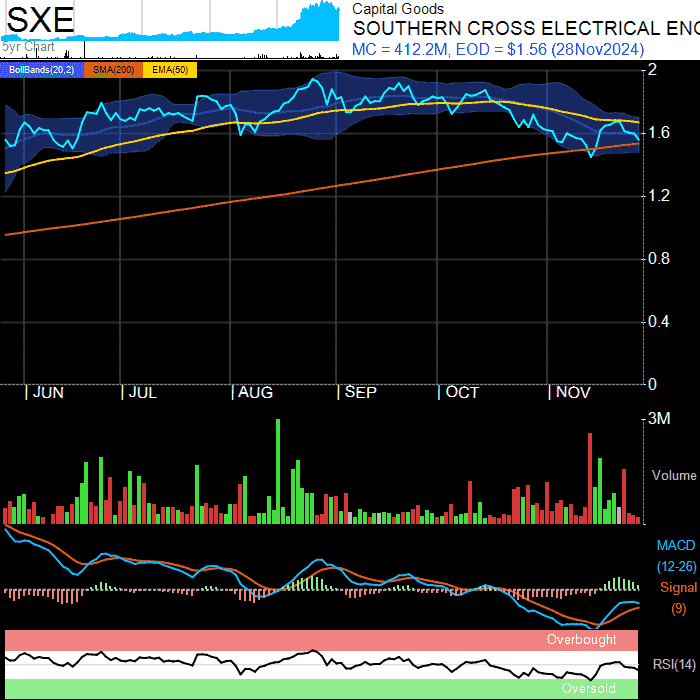 SXE
5yr Chart
Capital Goods
SOUTHERN CROSS ELECTRICAL ENG
MC = 412.2M, EOD = $1.56 (28Nov2024)
BollBands(20,2) SMA(200) EMA(50)
2
1.6
1.2
0.8
0.4
0
JUN JUL AUG SEP OCT NOV
3M
Volume
MACD
(12-26)
Signal
(9)
Overbought
RSI(14)
Oversold